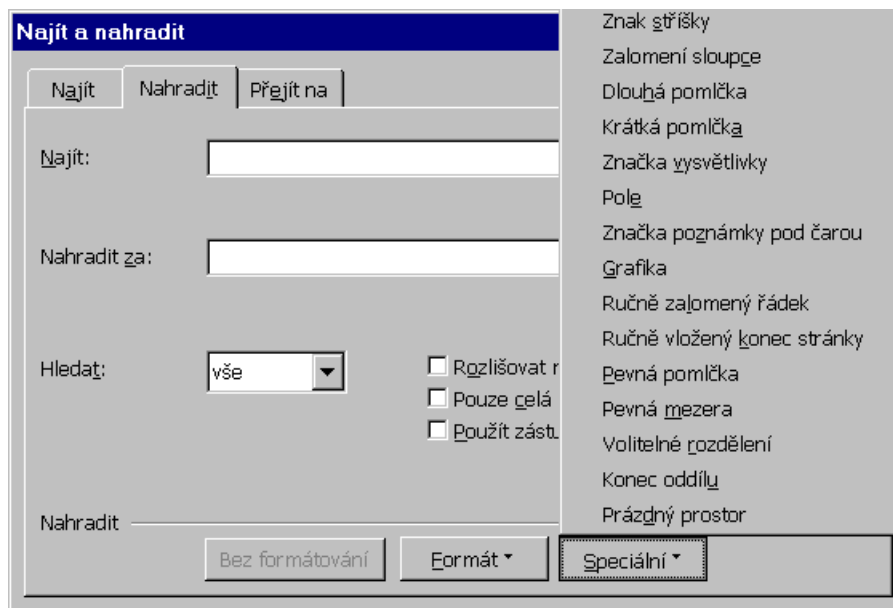 Najít a nahradit
Najít
Nahradit
Přejít na
Najít:
Nahradit za:
Hledat:
vše
Rozlišovat
Pouze celá
Použít
Nahradit
Bez formátování
Formát
Speciální
Znak stříšky
Zalomení sloupce
Dlouhá pomlčka
Krátká pomlčka
Značka vysvětlivky
Pole
Značka poznámky pod čarou
Grafika
Ručně zalomený řádek
Ručně vložený konec stránky
Pevná pomlčka
Pevná mezera
Volitelné rozdělení
Konec oddílu
Prázdný prostor